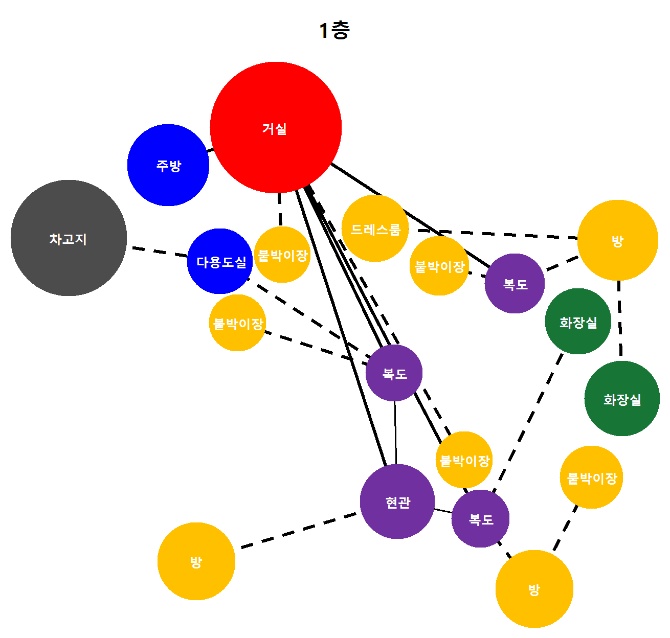 1층
거실
주방
차고지
다용도실
붙박이장
드레스룸
붙박이장
방
복도
붙박이장
화장실
복도
화장실
붙박이장
붙박이장
현관
복도
방
방